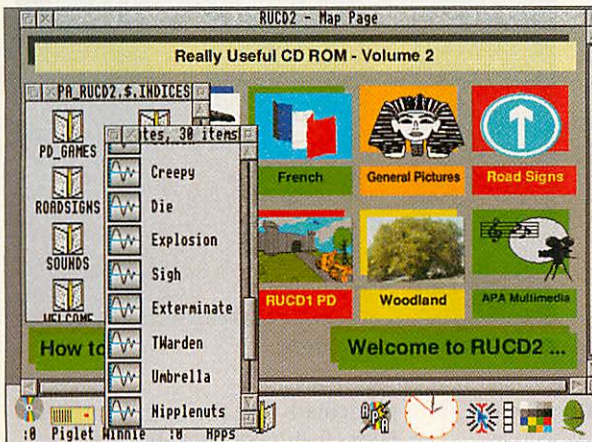 RUCD2 - Map Page
Really Useful CD ROM - Volume 2
PA_RUCD2.$.INDICES
PD_GAMES
ROADSIGNS
SOUNDS
WELCOME
tes, 30 items
Creepy
Die
Explosion
Sigh
Exterminate
TWarden
Umbrella
Nipplenuts
French
General Pictures
Road Signs
RUCD1 PD
Woodland
APA Multimedia
How to
Welcome to RUCD2 ...
APA
:0 Piglet Winnie :0 Apps